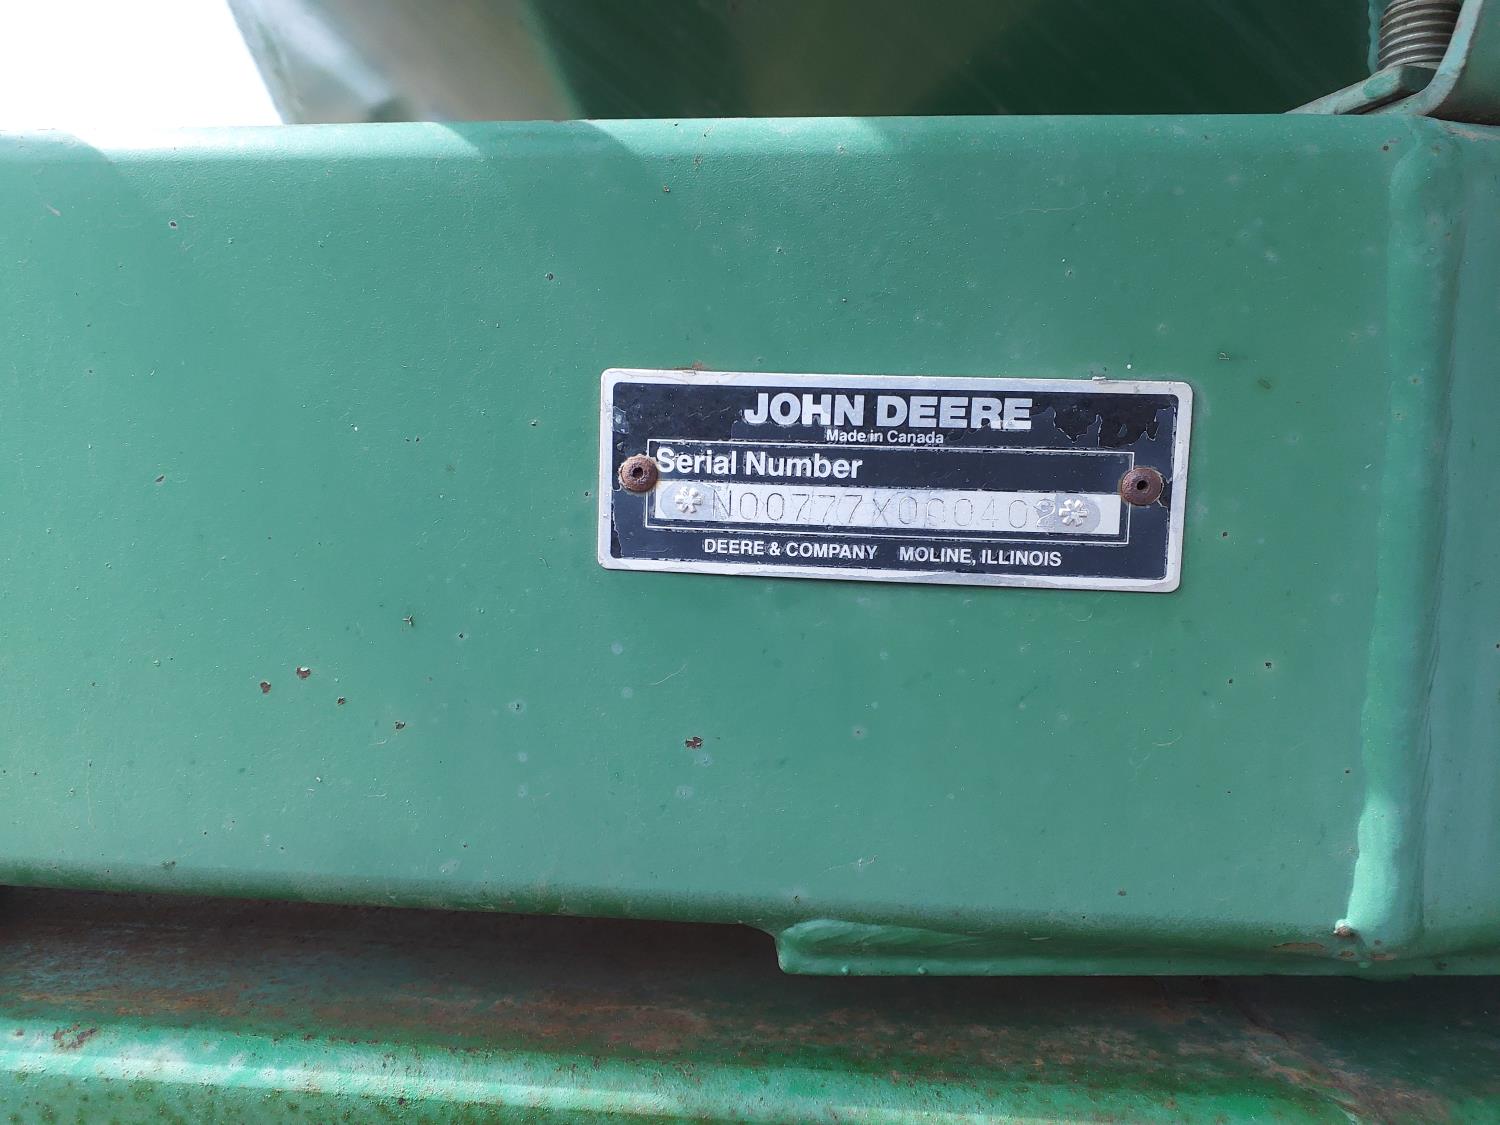 JOHN DEERE
Made in Canada
Serial Number
*N00777X000402*
DEERE & COMPANY MOLINE, ILLINOIS